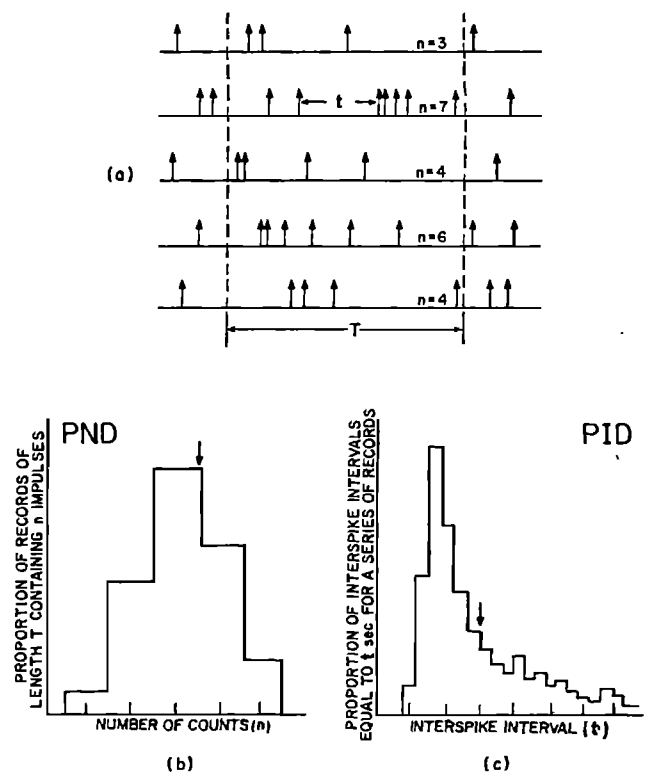 n=3
t
n=7
(a)
n=4
n=6
n=4
T
PND
PROPORTION OF RECORDS OF
LENGTH T CONTAINING n IMPULSES
NUMBER OF COUNTS(n)
(b)
PID
PROPORTION OF INTERSPIKE INTERVALS
EQUAL TO t sec FOR A SERIES OF RECORDS
INTERSPIKE INTERVAL (t)
(c)